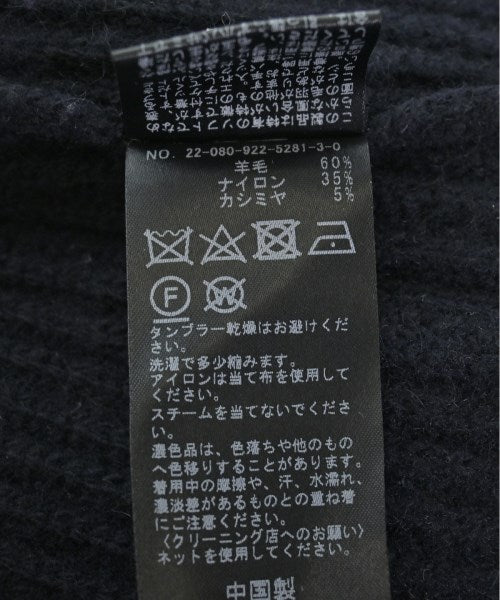 NO. 22-080-922-5281-3-0
羊毛 60%
ナイロン 35%
カシミヤ 5%
F
W
タンブラー乾燥はお避けくだ
さい。
洗濯で多少縮みます。
アイロンは当て布を使用して
ください。
スチームを当てないでくださ
い。
濃色品は、色落ちや他のもの
へ色移りすることがあります。
着用中の摩擦や、汗、水濡れ、
濃淡差があるものとの重ね着
にご注意ください。
〈クリーニング店へのお願い〉
ネットを使用してください。
中国製